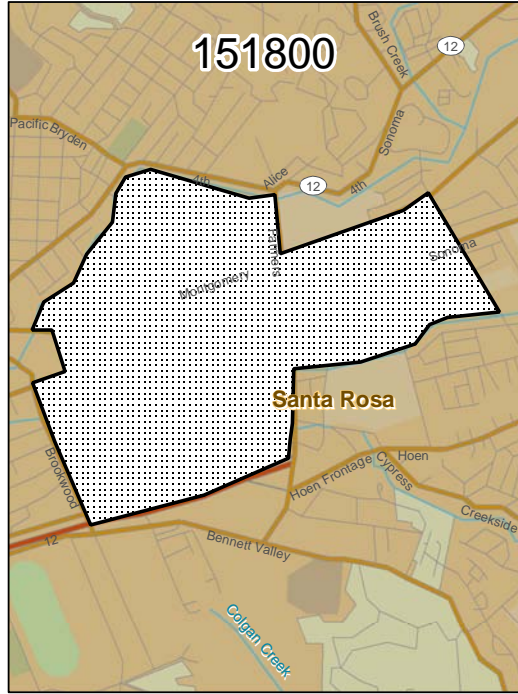 151800
12
Brush Creek
Pacific Bryden
Sonoma
4th
Alice
12
4th
Farmers
Sonoma
Montgomery
Santa Rosa
Brookwood
Hoen
Hoen Frontage
Cypress
Creekside
12
Bennett Valley
Colgan Creek